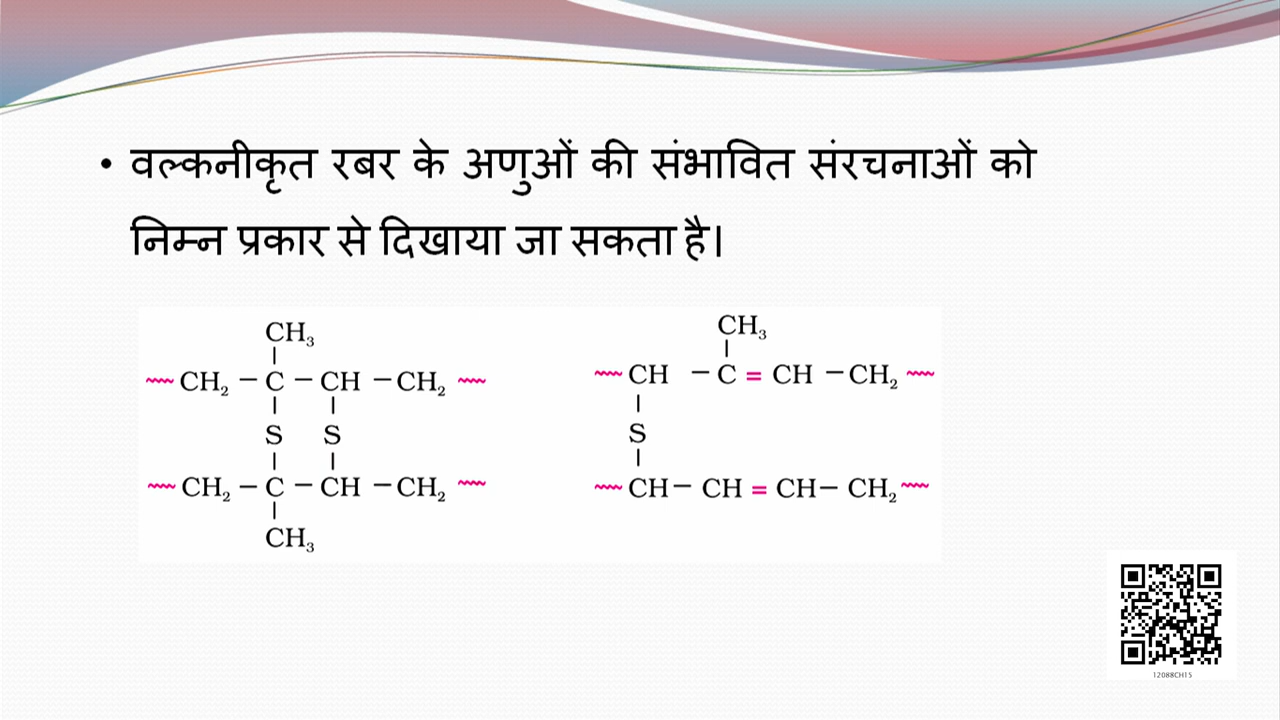 • वल्कनीकृत रबर के अणुओं की संभावित संरचनाओं को
निम्न प्रकार से दिखाया जा सकता है।
CH₃
CH₂ – C – CH – CH₂
S S
CH₂ – C – CH – CH₂
CH₃
CH₃
CH – C = CH – CH₂
S
CH – CH = CH – CH₂
12088CH15